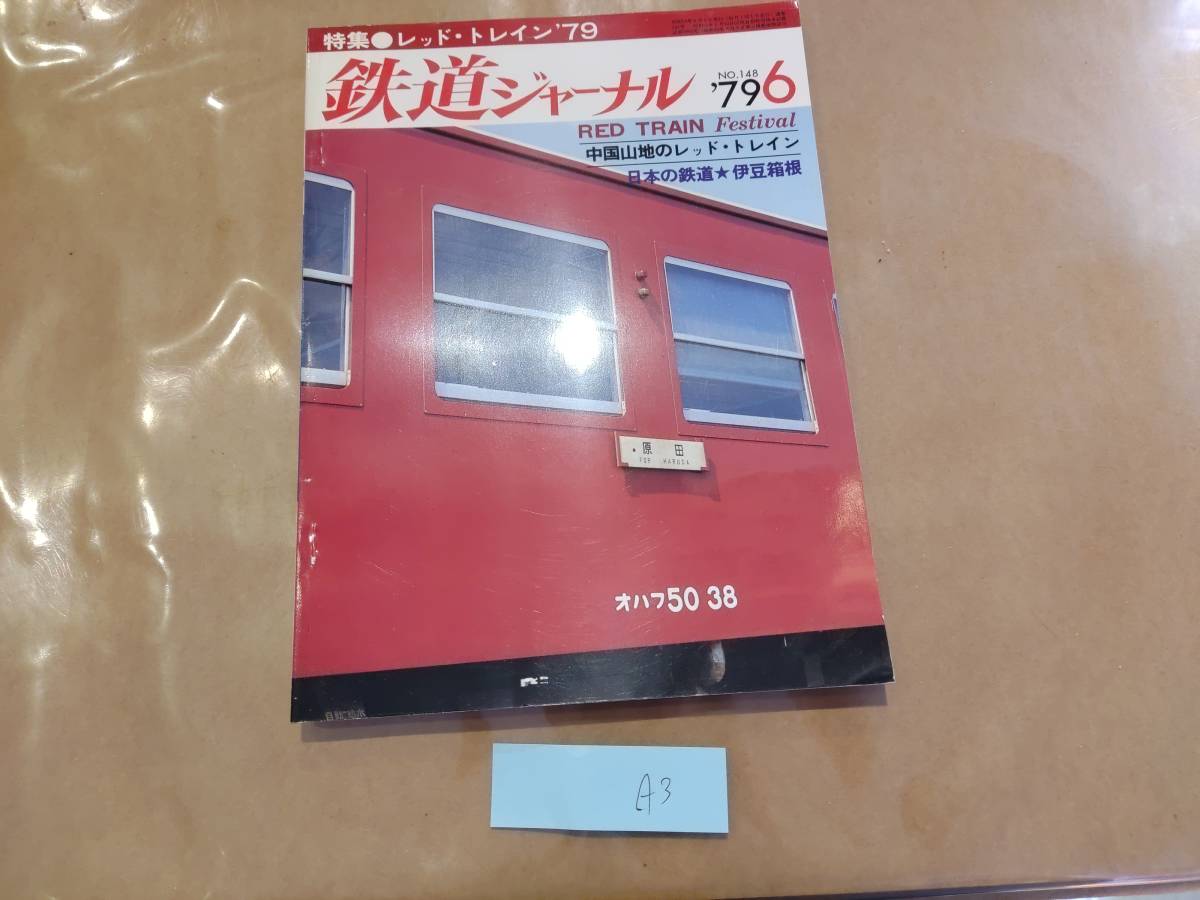 特集●レッド・トレイン'79
鉄道ジャーナル
NO.148
'79 6
RED TRAIN Festival
中国山地のレッド・トレイン
日本の鉄道★伊豆箱根
原田
FOR HARUDA
オハフ50 38
A3